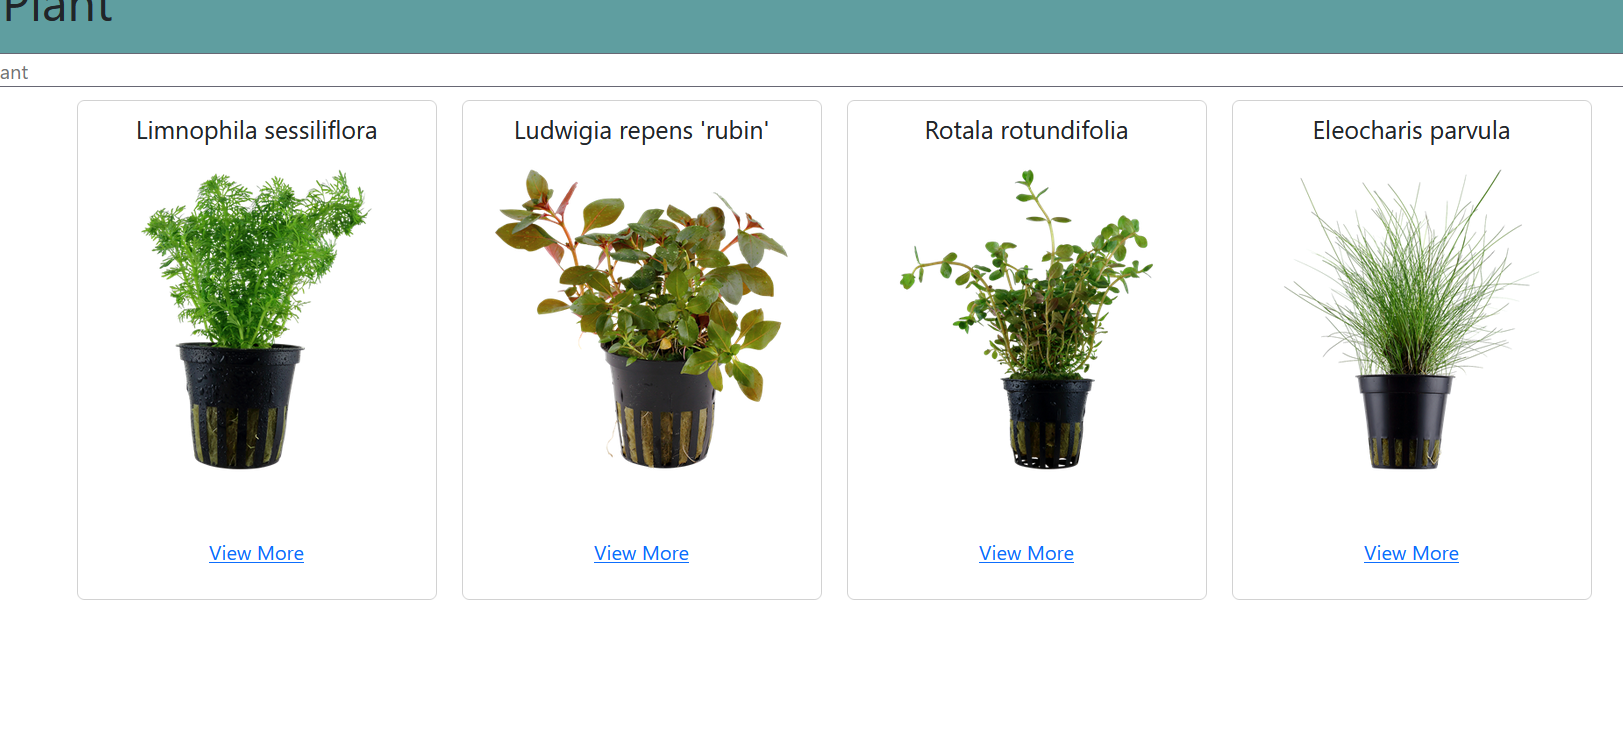 Plant
ant
Limnophila sessiliflora
Ludwigia repens 'rubin'
Rotala rotundifolia
Eleocharis parvula
View More
View More
View More
View More